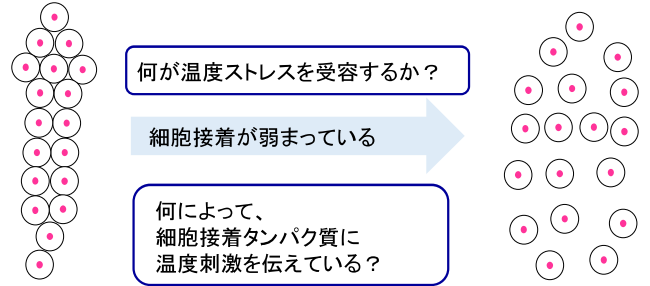 何が温度ストレスを受容するか？
細胞接着が弱まっている
何によって、
細胞接着タンパク質に
温度刺激を伝えている？